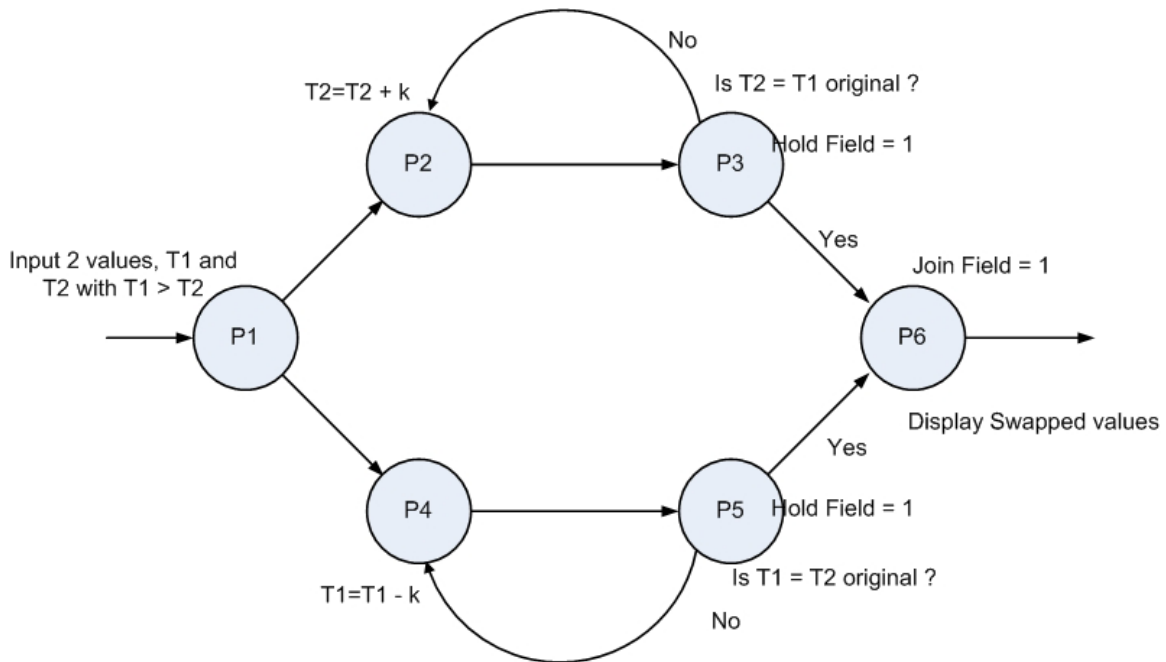 No
Is T2 = T1 original ?
T2=T2 + k
Hold Field = 1
P2
P3
Yes
Input 2 values, T1 and
T2 with T1 > T2
Join Field = 1
P1
P6
Display Swapped values
Yes
P4
P5
Hold Field = 1
Is T1 = T2 original ?
T1=T1 - k
No